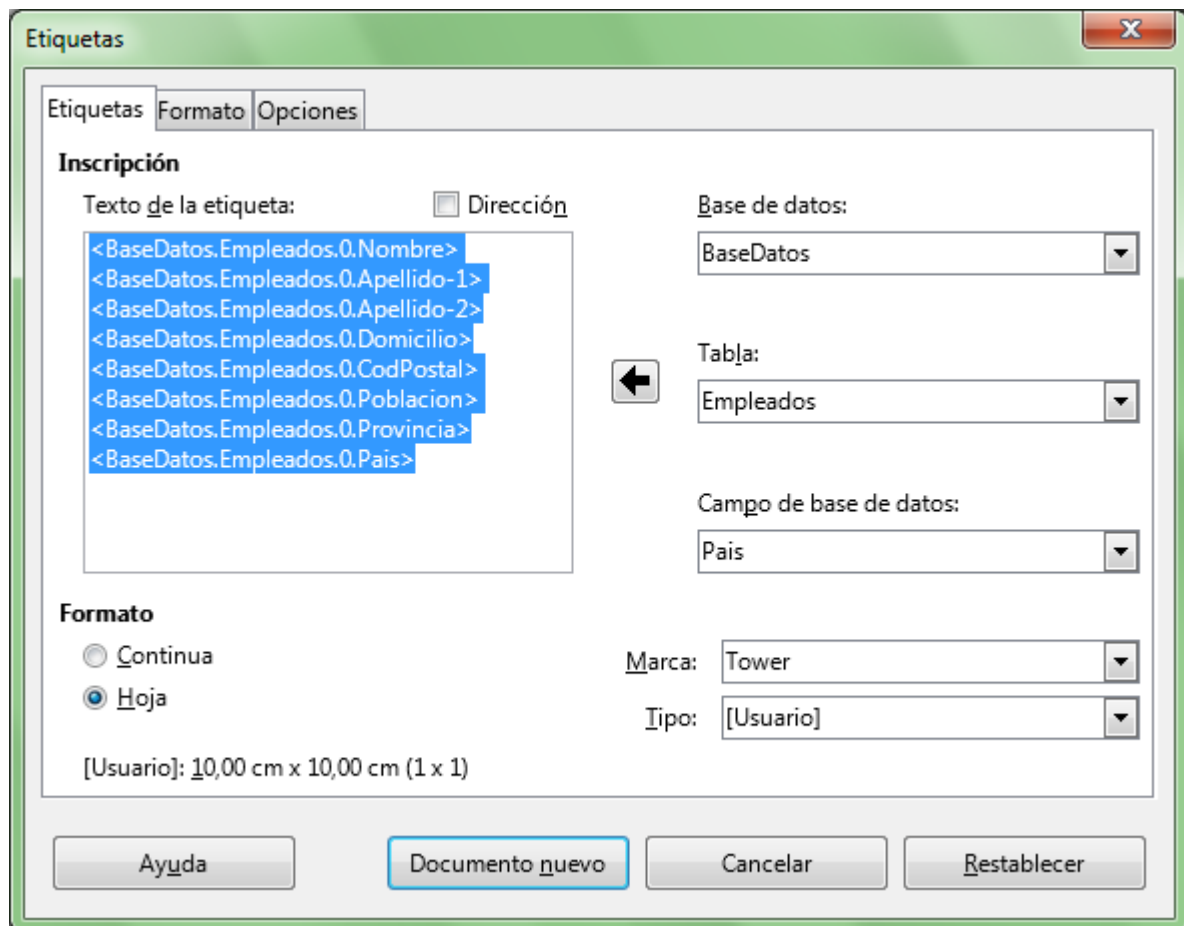 Etiquetas
Etiquetas Formato Opciones
Inscripción
Texto de la etiqueta: Dirección Base de datos:
<BaseDatos.Empleados.0.Nombre> BaseDatos
<BaseDatos.Empleados.0.Apellido-1>
<BaseDatos.Empleados.0.Apellido-2>
<BaseDatos.Empleados.0.Domicilio> Tabla:
<BaseDatos.Empleados.0.CodPostal>
<BaseDatos.Empleados.0.Poblacion> Empleados
<BaseDatos.Empleados.0.Provincia>
<BaseDatos.Empleados.0.Pais>
Campo de base de datos:
Pais
Formato
Continua Marca: Tower
Hoja Tipo: [Usuario]
[Usuario]: 10,00 cm x 10,00 cm (1 x 1)
Ayuda Documento nuevo Cancelar Restablecer